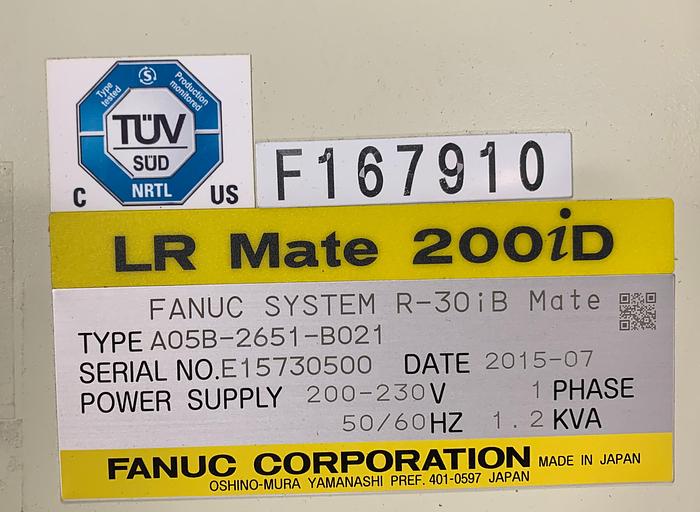 Type tested
S
Production monitored
TÜV
SÜD
C NRTL US
F167910
LR Mate 200iD
FANUC SYSTEM R-30iB Mate
TYPE A05B-2651-B021
SERIAL NO.E15730500 DATE 2015-07
POWER SUPPLY 200-230V 1 PHASE
50/60HZ 1.2KVA
FANUC CORPORATION MADE IN JAPAN
OSHINO-MURA YAMANASHI PREF. 401-0597 JAPAN